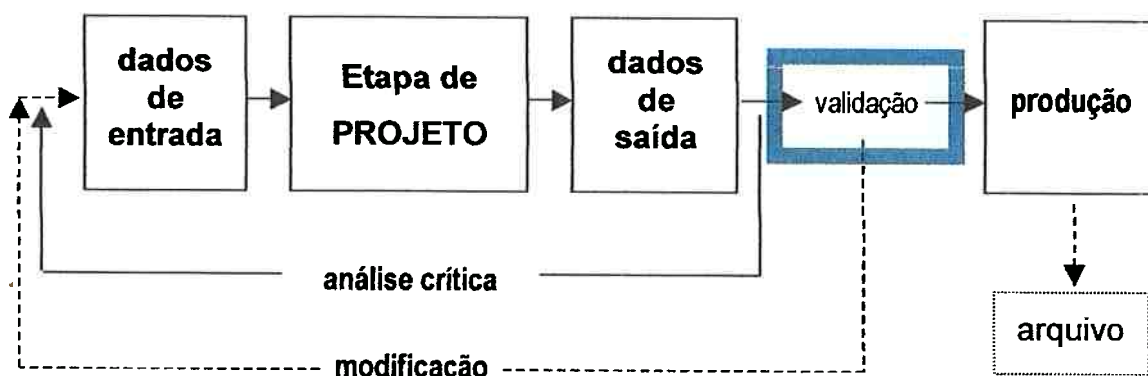 dados
de
entrada
Etapa de
PROJETO
dados
de
saída
validação
produção
análise crítica
arquivo
modificação